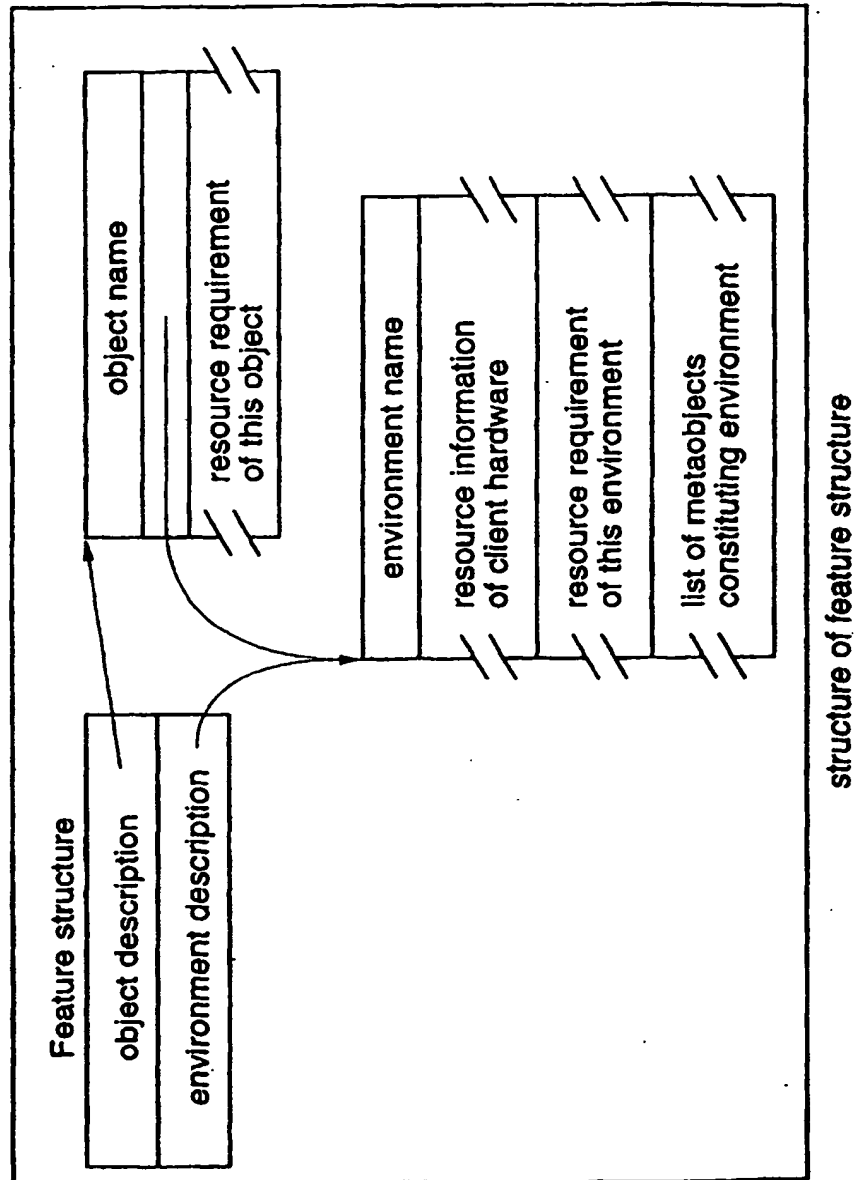 Feature structure
object description
environment description
object name
resource requirement
of this object
environment name
resource information
of client hardware
resource requirement
of this environment
list of metaobjects
constituting environment
structure of feature structure